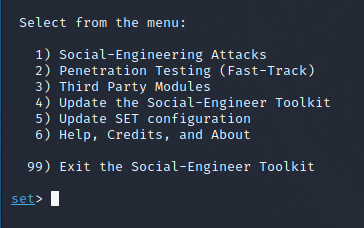 Select from the menu:
1) Social-Engineering Attacks
2) Penetration Testing (Fast-Track)
3) Third Party Modules
4) Update the Social-Engineer Toolkit
5) Update SET configuration
6) Help, Credits, and About
99) Exit the Social-Engineer Toolkit
set>